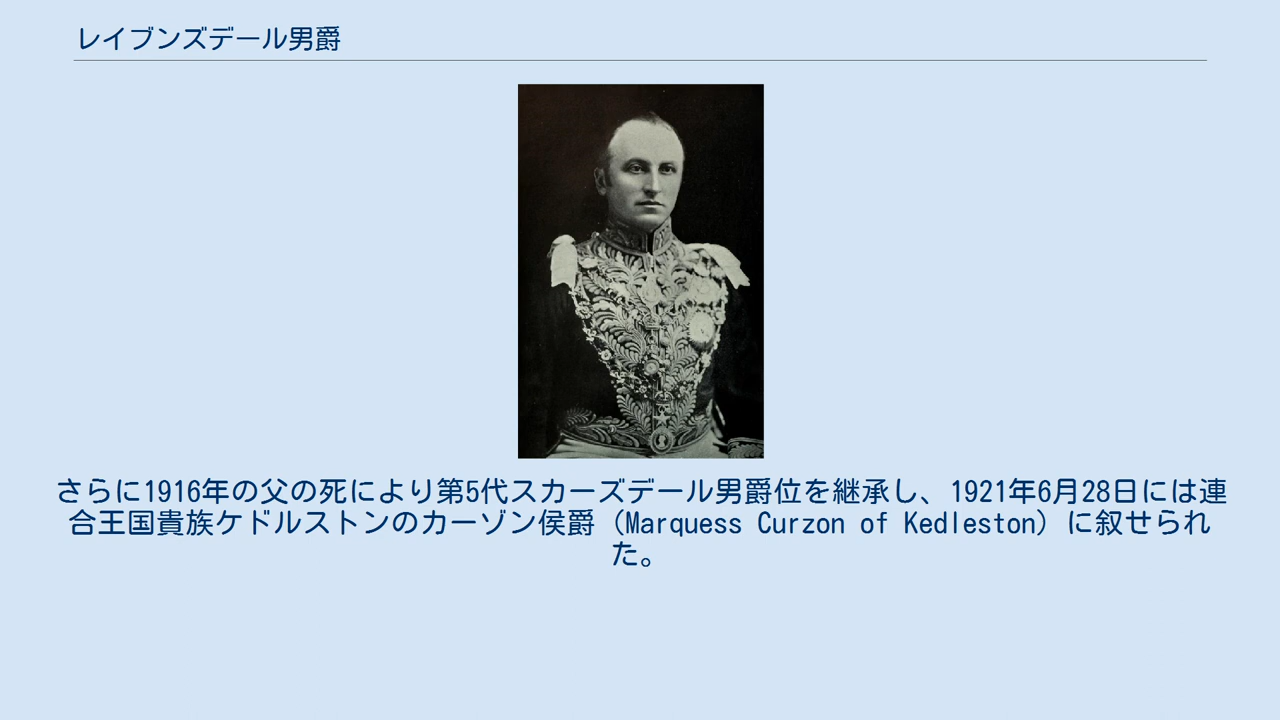 レイブンズデール男爵
さらに1916年の父の死により第5代スカーズデール男爵位を継承し、1921年6月28日には連
合王国貴族ケドルストンのカーゾン侯爵（Marquess Curzon of Kedleston）に叙せられ
た。